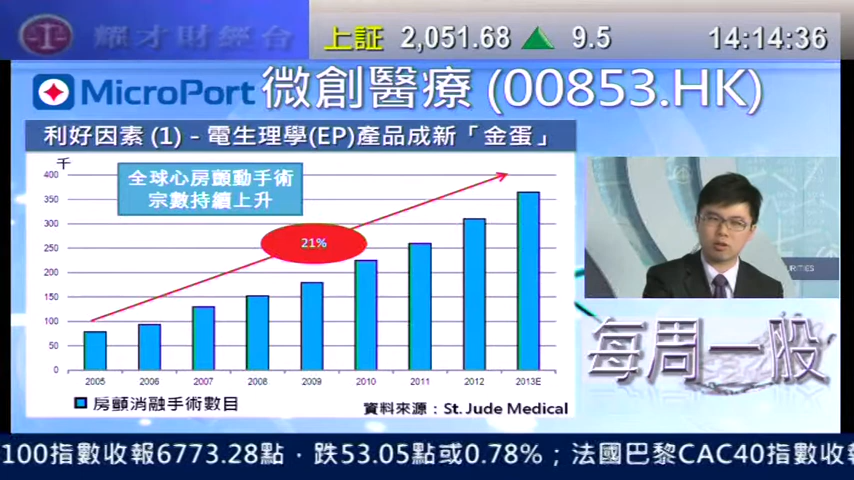 耀才財經台
上証 2,051.68 ▲ 9.5 14:14:36
MicroPort 微創醫療 (00853.HK)
利好因素 (1) - 電生理學(EP)產品成新「金蛋」
千
全球心房顫動手術
宗數持續上升
21%
400
350
300
250
200
150
100
50
0
2005 2006 2007 2008 2009 2010 2011 2012 2013E
房顫消融手術數目
資料來源：St. Jude Medical
URITIES
每周一股
100指數收報6773.28點，跌53.05點或0.78%；法國巴黎CAC40指數收報